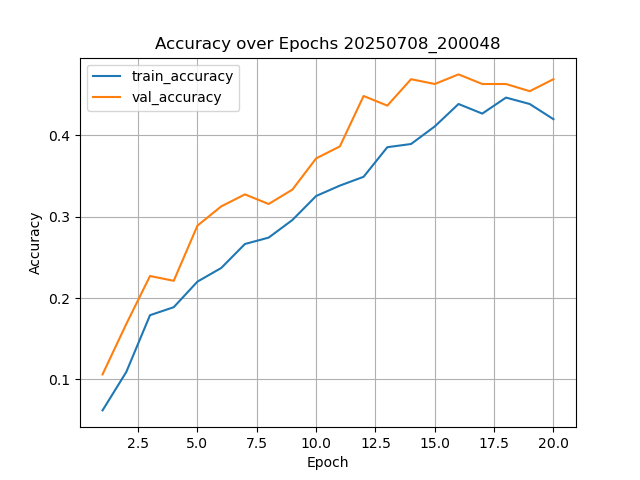 Accuracy over Epochs 20250708_200048
train_accuracy
val_accuracy
Accuracy
0.4
0.3
0.2
0.1
2.5 5.0 7.5 10.0 12.5 15.0 17.5 20.0
Epoch